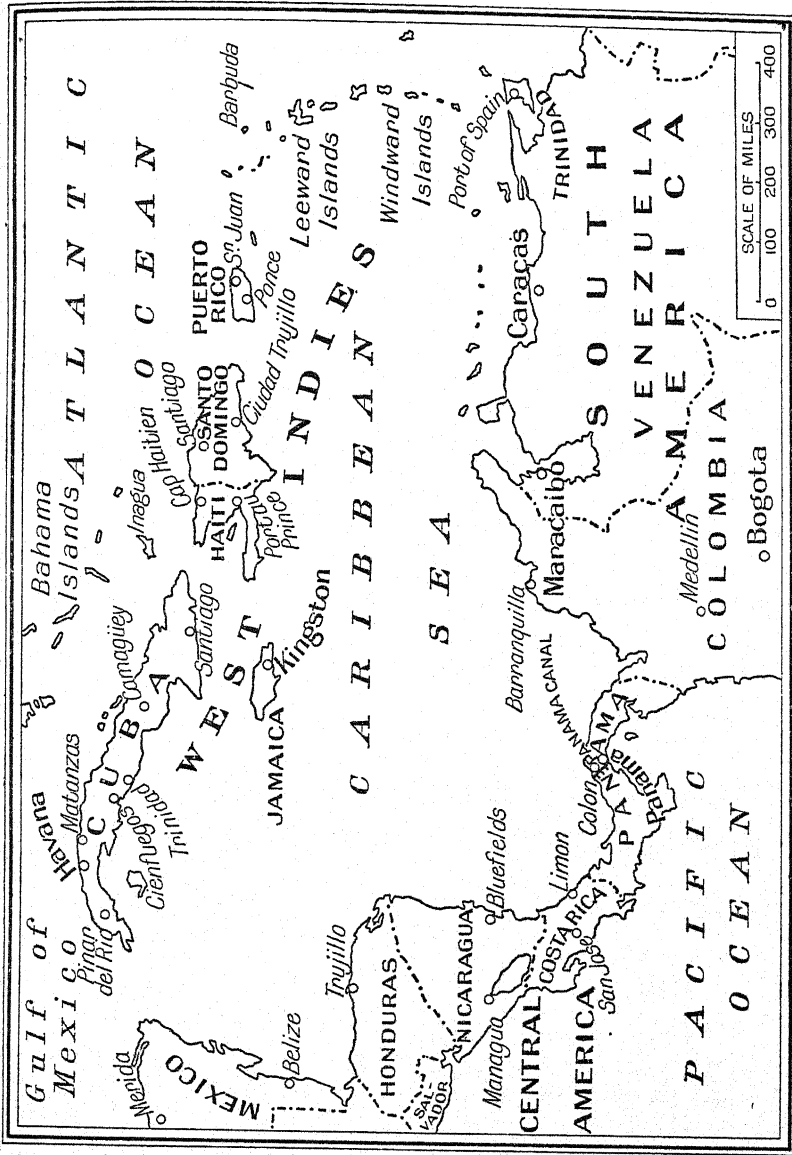 Gulf of
Mexico
Havana
Matanzas
Pinar
del Rio
Cienfuegos
Trinidad
CUBA
Camagüey
Santiago
Bahama
Islands
ATLANTIC
OCEAN
Inagua
Cap Haitien
Santiago
HAITI
SANTO
DOMINGO
Port au
Prince
Ciudad Trujillo
PUERTO
RICO
Sn Juan
Ponce
Barbuda
Leeward
Islands
Windward
Islands
WEST INDIES
JAMAICA
Kingston
CARIBBEAN
SEA
Merida
MEXICO
Belize
Trujillo
HONDURAS
SAL-
VADOR
NICARAGUA
Managua
Bluefields
CENTRAL
AMERICA
COSTA RICA
San José
Limon
Colon
PANAMA CANAL
PANAMA
Panama
PACIFIC
OCEAN
Barranquilla
Maracaibo
Caracas
Port of Spain
TRINIDAD
SOUTH
AMERICA
VENEZUELA
COLOMBIA
Medellin
Bogota
SCALE OF MILES
0 100 200 300 400